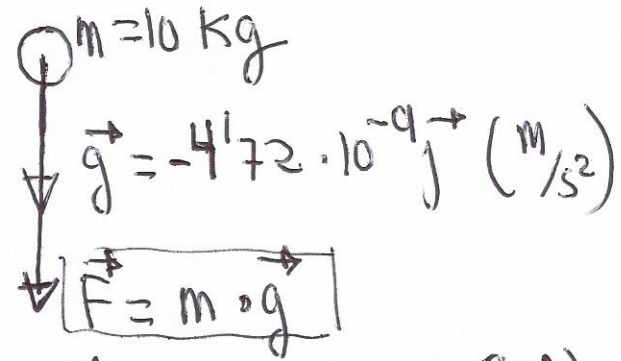 m = 10 Kg
g⃗ = -4'72 · 10⁻⁹ j⃗ (m/s²)
F⃗ = m · g⃗